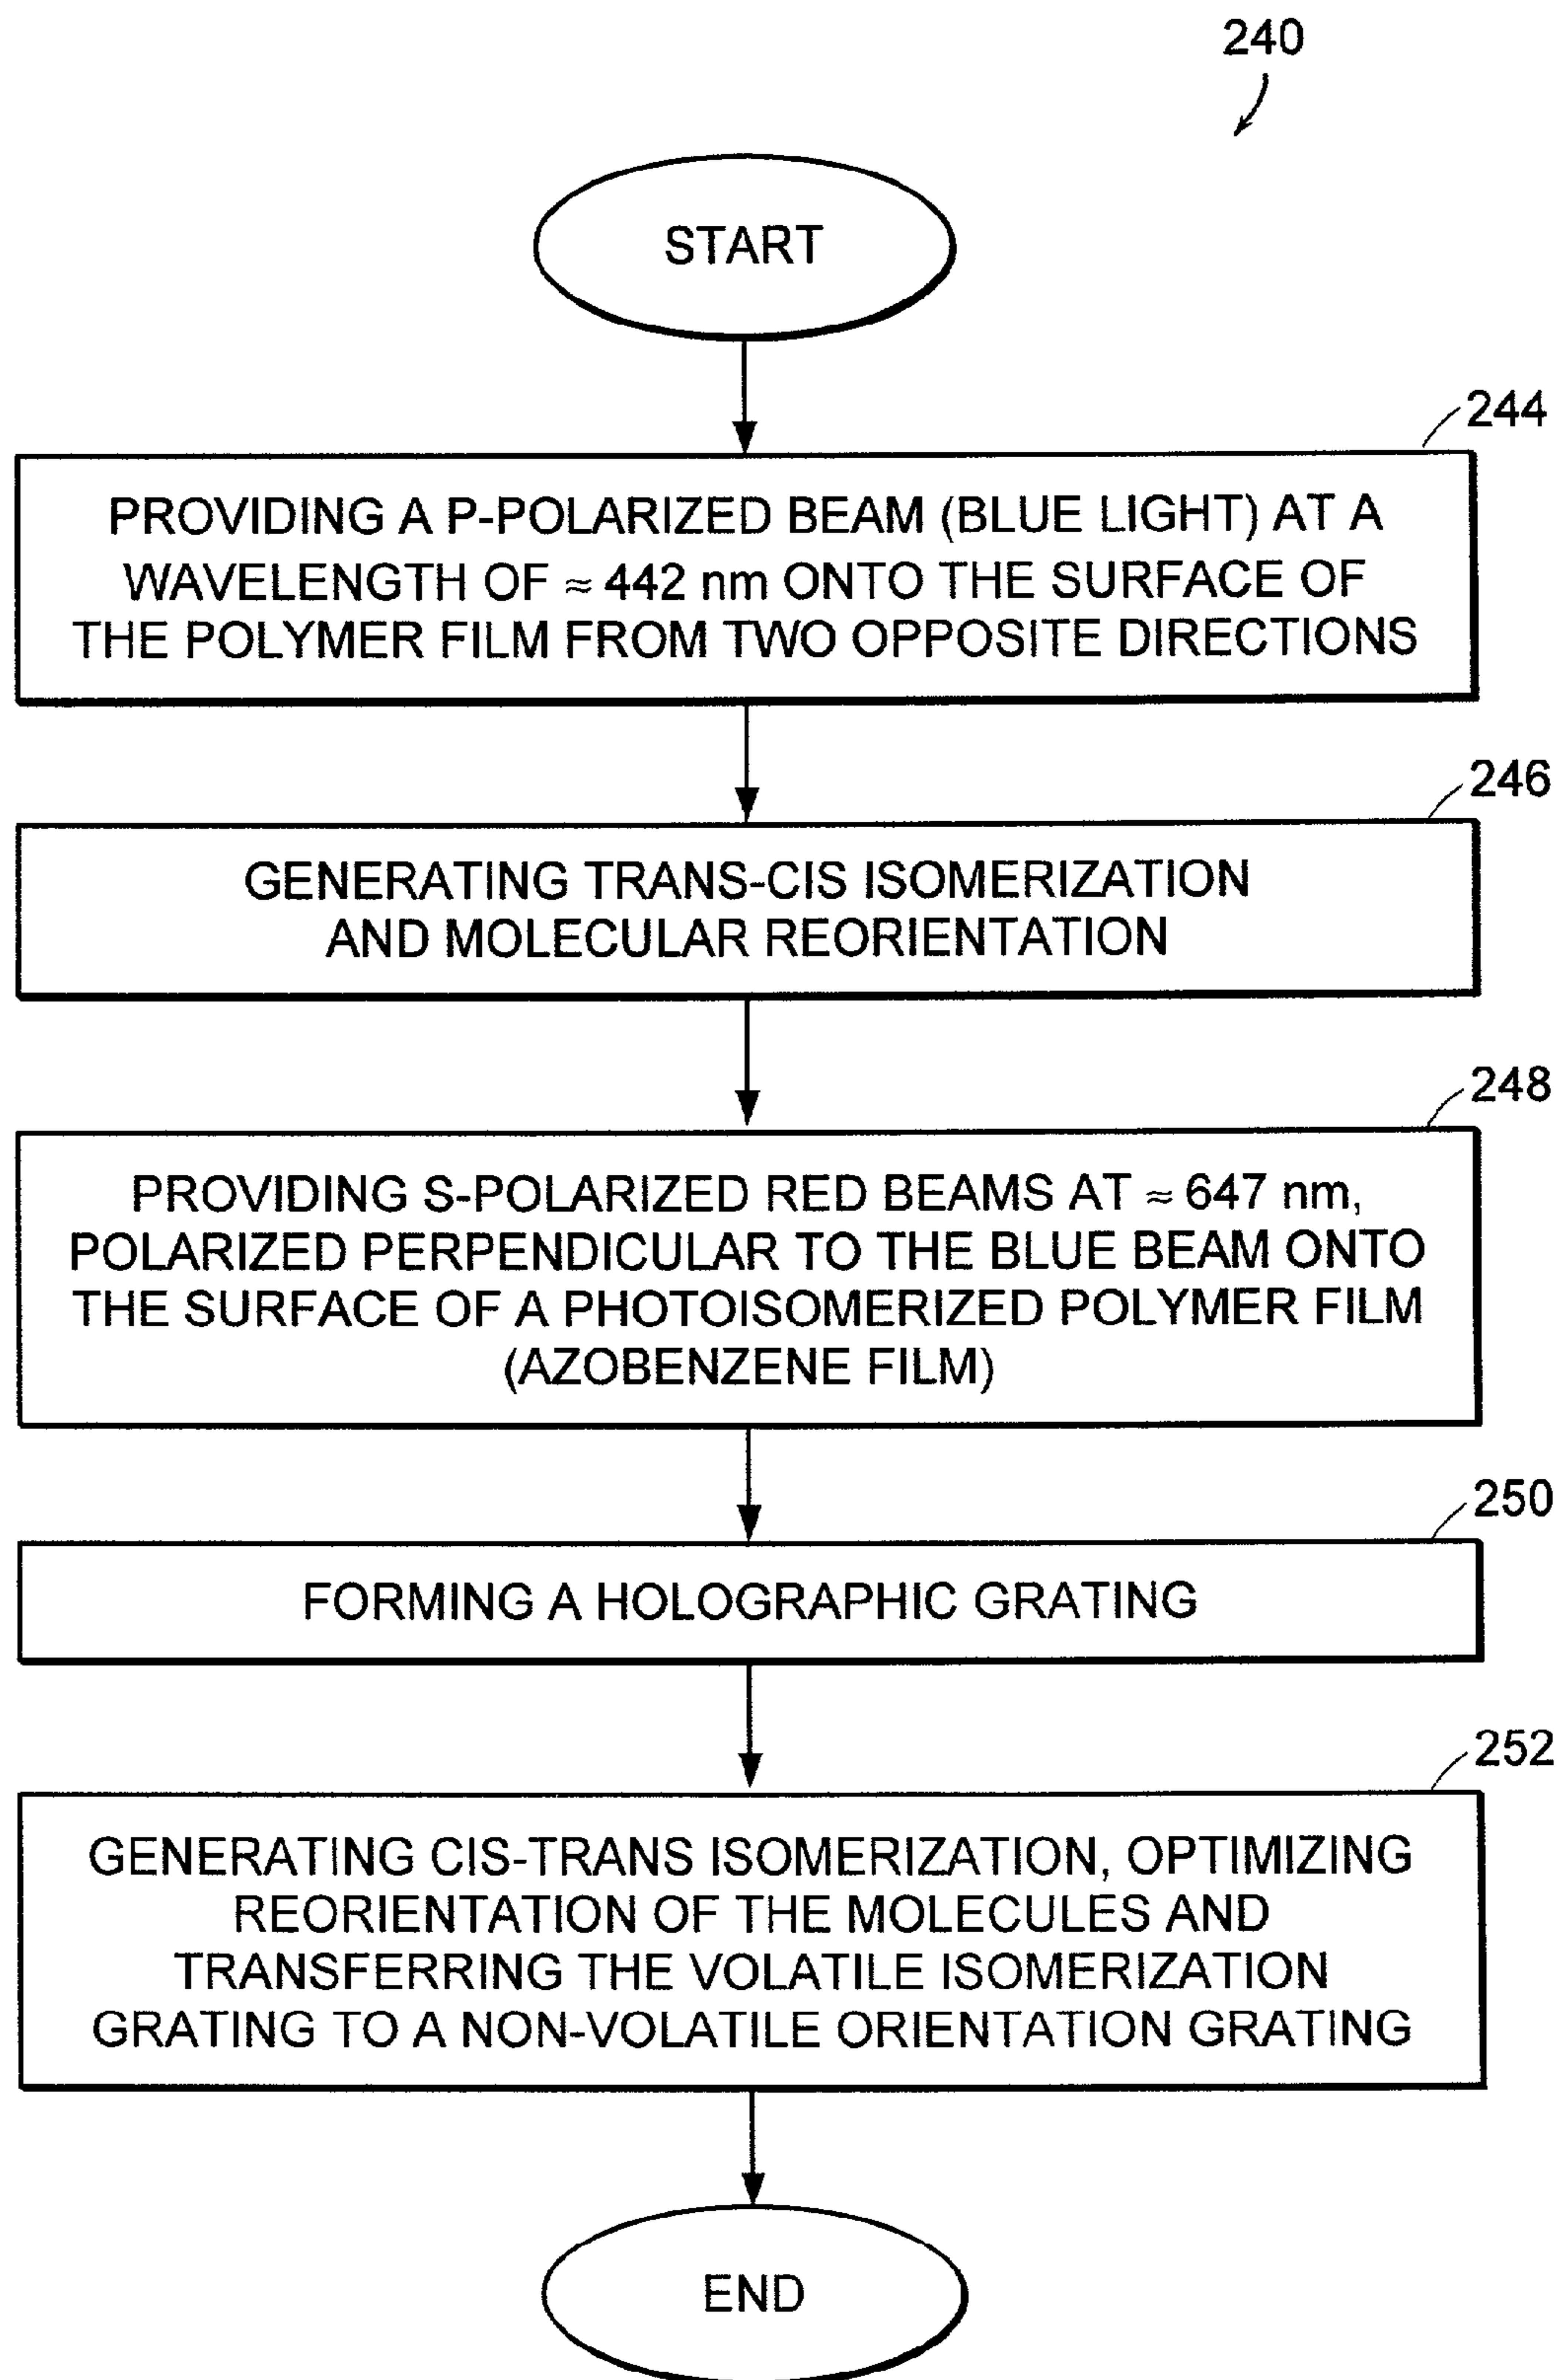 240
START
244
PROVIDING A P-POLARIZED BEAM (BLUE LIGHT) AT A
WAVELENGTH OF ≈ 442 nm ONTO THE SURFACE OF
THE POLYMER FILM FROM TWO OPPOSITE DIRECTIONS
246
GENERATING TRANS-CIS ISOMERIZATION
AND MOLECULAR REORIENTATION
248
PROVIDING S-POLARIZED RED BEAMS AT ≈ 647 nm,
POLARIZED PERPENDICULAR TO THE BLUE BEAM ONTO
THE SURFACE OF A PHOTOISOMERIZED POLYMER FILM
(AZOBENZENE FILM)
250
FORMING A HOLOGRAPHIC GRATING
252
GENERATING CIS-TRANS ISOMERIZATION, OPTIMIZING
REORIENTATION OF THE MOLECULES AND
TRANSFERRING THE VOLATILE ISOMERIZATION
GRATING TO A NON-VOLATILE ORIENTATION GRATING
END